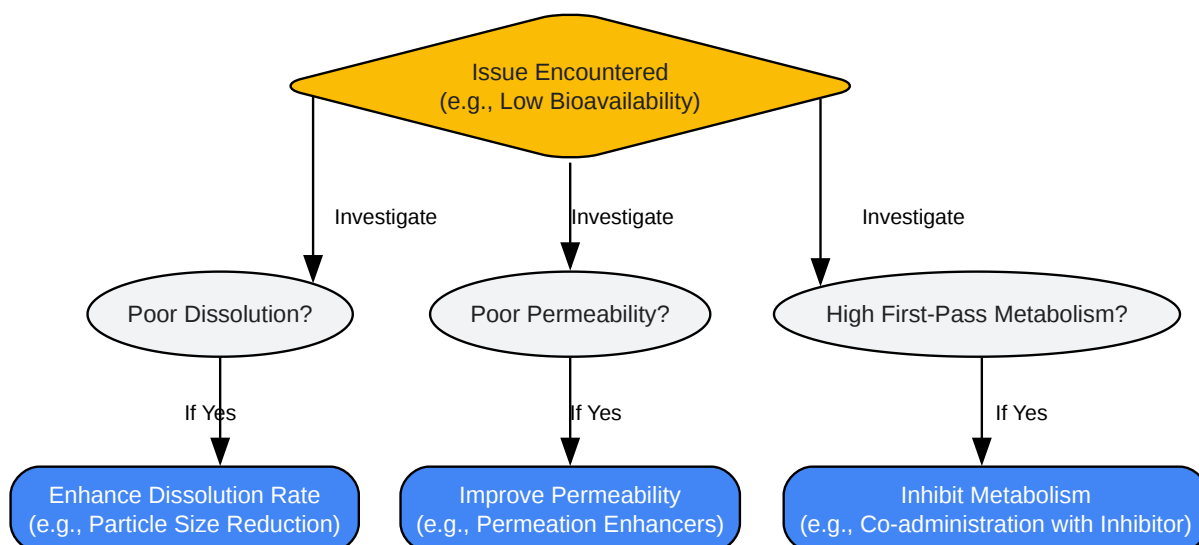 Issue Encountered
(e.g., Low Bioavailability)
Investigate
Investigate
Investigate
Poor Dissolution?
Poor Permeability?
High First-Pass Metabolism?
If Yes
If Yes
If Yes
Enhance Dissolution Rate
(e.g., Particle Size Reduction)
Improve Permeability
(e.g., Permeation Enhancers)
Inhibit Metabolism
(e.g., Co-administration with Inhibitor)